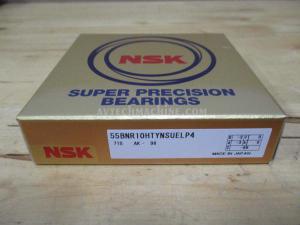 NSK
SUPER PRECISION
BEARINGS
NSK
55BNR10HTYNSUELP4
MADE IN JAPAN